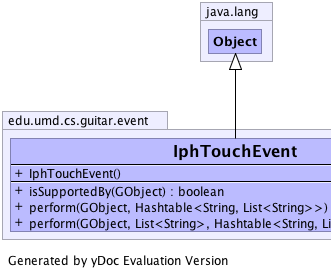 java.lang
Object
edu.umd.cs.guitar.event
IphTouchEvent
+ IphTouchEvent()
+ isSupportedBy(GObject) : boolean
+ perform(GObject, Hashtable<String, List<String>>)
+ perform(GObject, List<String>, Hashtable<String, Li
Generated by yDoc Evaluation Version